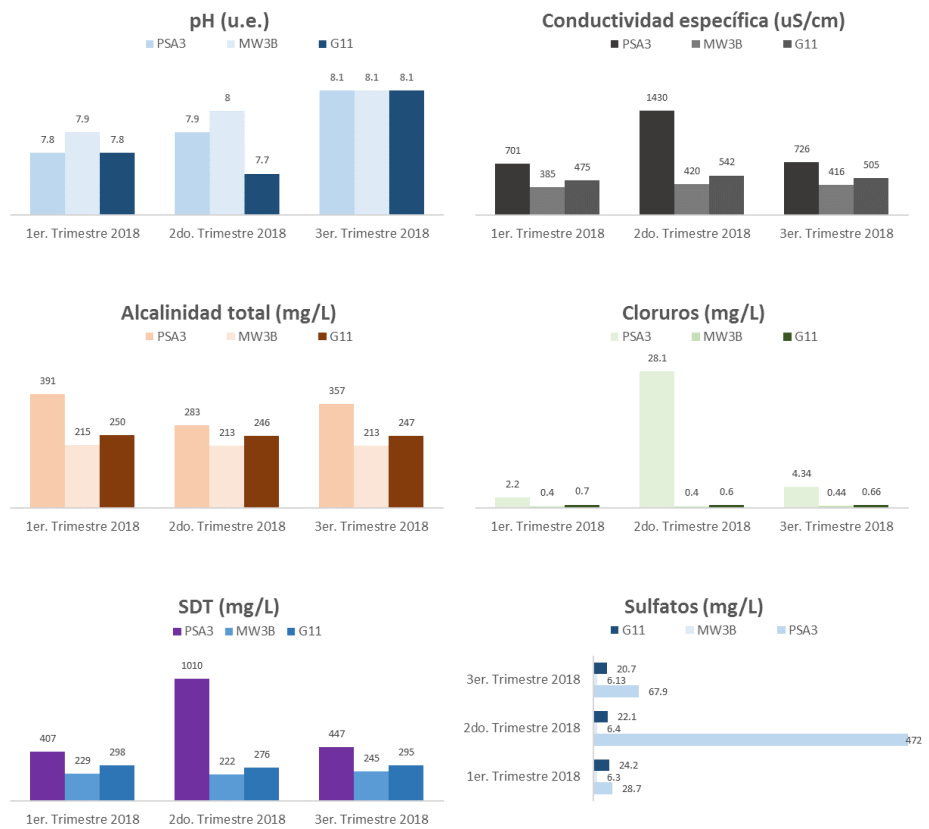 pH (u.e.)
PSA3 MW3B G11
7.8 7.9 7.8 7.9 8 7.7 8.1 8.1 8.1
1er. Trimestre 2018 2do. Trimestre 2018 3er. Trimestre 2018
Conductividad específica (uS/cm)
PSA3 MW3B G11
701 385 475 1430 420 542 726 416 505
1er. Trimestre 2018 2do. Trimestre 2018 3er. Trimestre 2018
Alcalinidad total (mg/L)
PSA3 MW3B G11
391 215 250 283 213 246 357 213 247
1er. Trimestre 2018 2do. Trimestre 2018 3er. Trimestre 2018
Cloruros (mg/L)
PSA3 MW3B G11
2.2 0.4 0.7 28.1 0.4 0.6 4.34 0.44 0.66
1er. Trimestre 2018 2do. Trimestre 2018 3er. Trimestre 2018
SDT (mg/L)
PSA3 MW3B G11
407 229 298 1010 222 276 447 245 295
1er. Trimestre 2018 2do. Trimestre 2018 3er. Trimestre 2018
Sulfatos (mg/L)
G11 MW3B PSA3
20.7
3er. Trimestre 2018 6.13
67.9
22.1
2do. Trimestre 2018 6.4
472
24.2
1er. Trimestre 2018 6.3
28.7